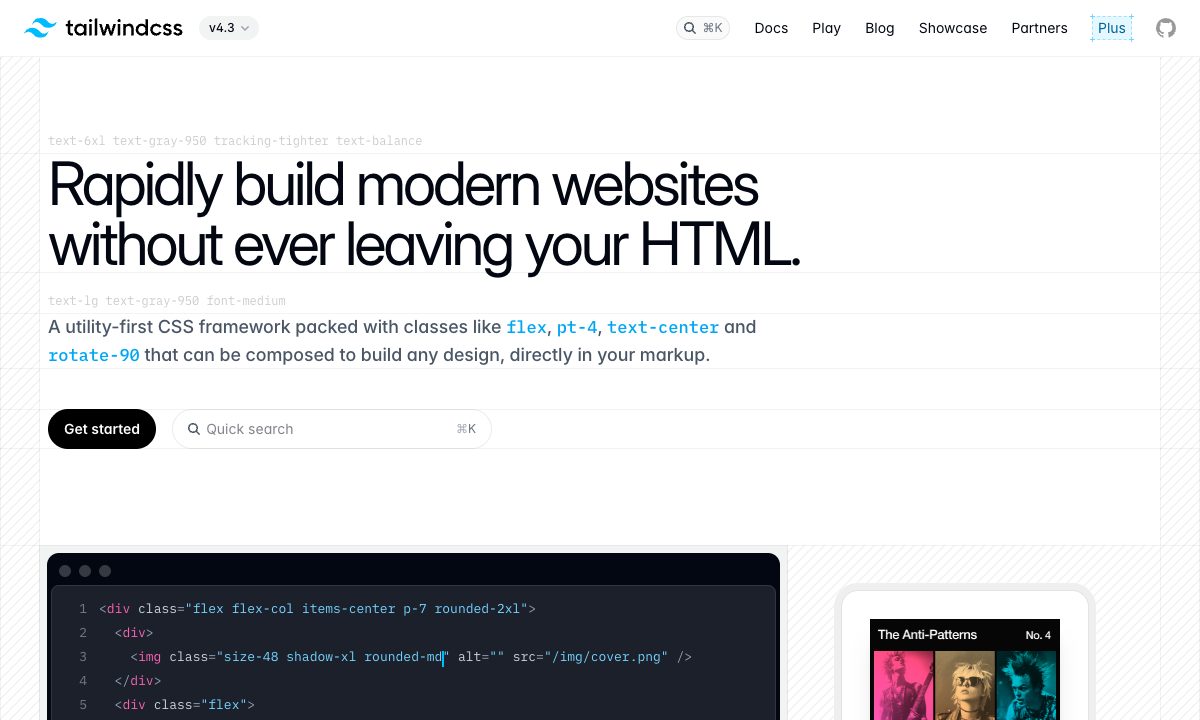 tailwindcss v4.3 ⌘K Docs Play Blog Showcase Partners Plus
text-6xl text-gray-950 tracking-tighter text-balance
Rapidly build modern websites
without ever leaving your HTML.
text-lg text-gray-950 font-medium
A utility-first CSS framework packed with classes like flex, pt-4, text-center and
rotate-90 that can be composed to build any design, directly in your markup.
Get started Quick search ⌘K
1 <div class="flex flex-col items-center p-7 rounded-2xl">
2 <div>
3 <img class="size-48 shadow-xl rounded-md" alt="" src="/img/cover.png" />
4 </div>
5 <div class="flex">
The Anti-Patterns No. 4